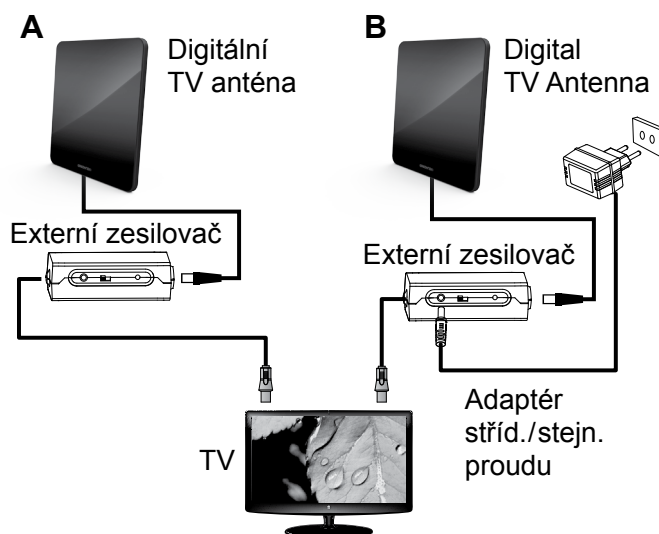 A
Digitální
TV anténa
Externí zesilovač
B
Digital
TV Antenna
Externí zesilovač
Adaptér
stříd./stejn.
proudu
TV